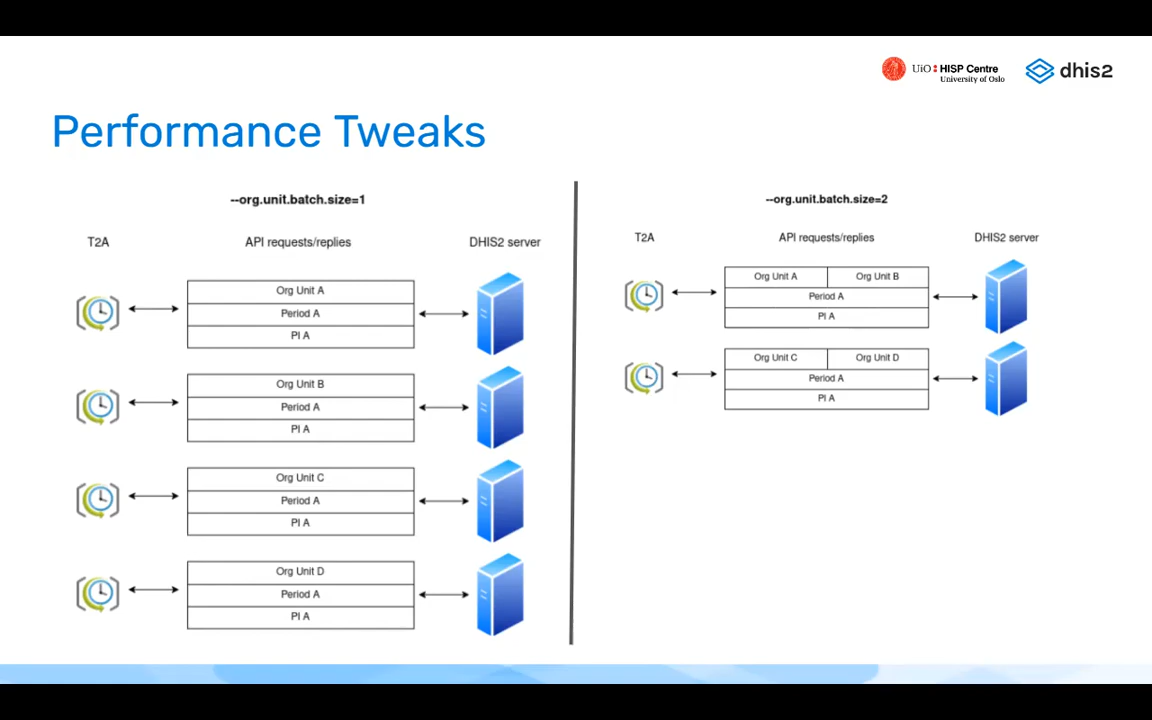 UiO HISP Centre
University of Oslo
dhis2
Performance Tweaks
--org.unit.batch.size=1
T2A
API requests/replies
DHIS2 server
Org Unit A
Period A
PI A
Org Unit B
Period A
PI A
Org Unit C
Period A
PI A
Org Unit D
Period A
PI A
--org.unit.batch.size=2
T2A
API requests/replies
DHIS2 server
Org Unit A
Org Unit B
Period A
PI A
Org Unit C
Org Unit D
Period A
PI A